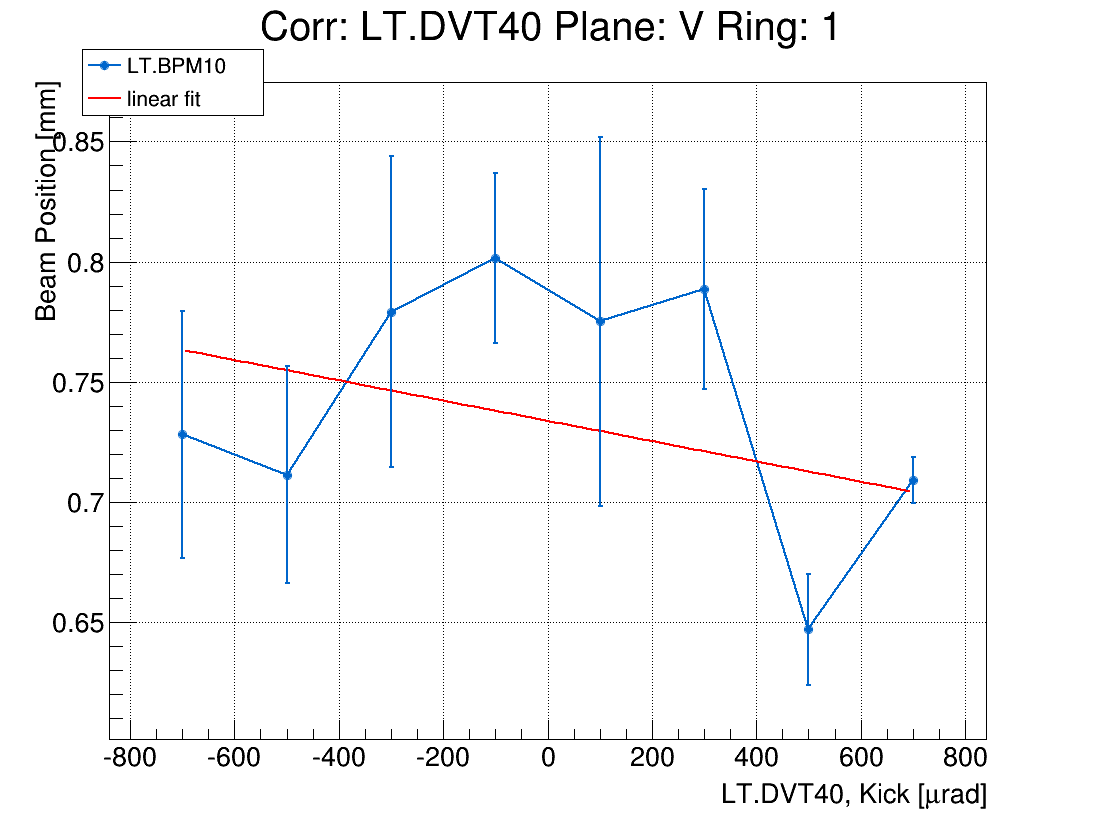 Corr: LT.DVT40 Plane: V Ring: 1
LT.BPM10
linear fit
Beam Position [mm]
0.85
0.8
0.75
0.7
0.65
-800 -600 -400 -200 0 200 400 600 800
LT.DVT40, Kick [μrad]